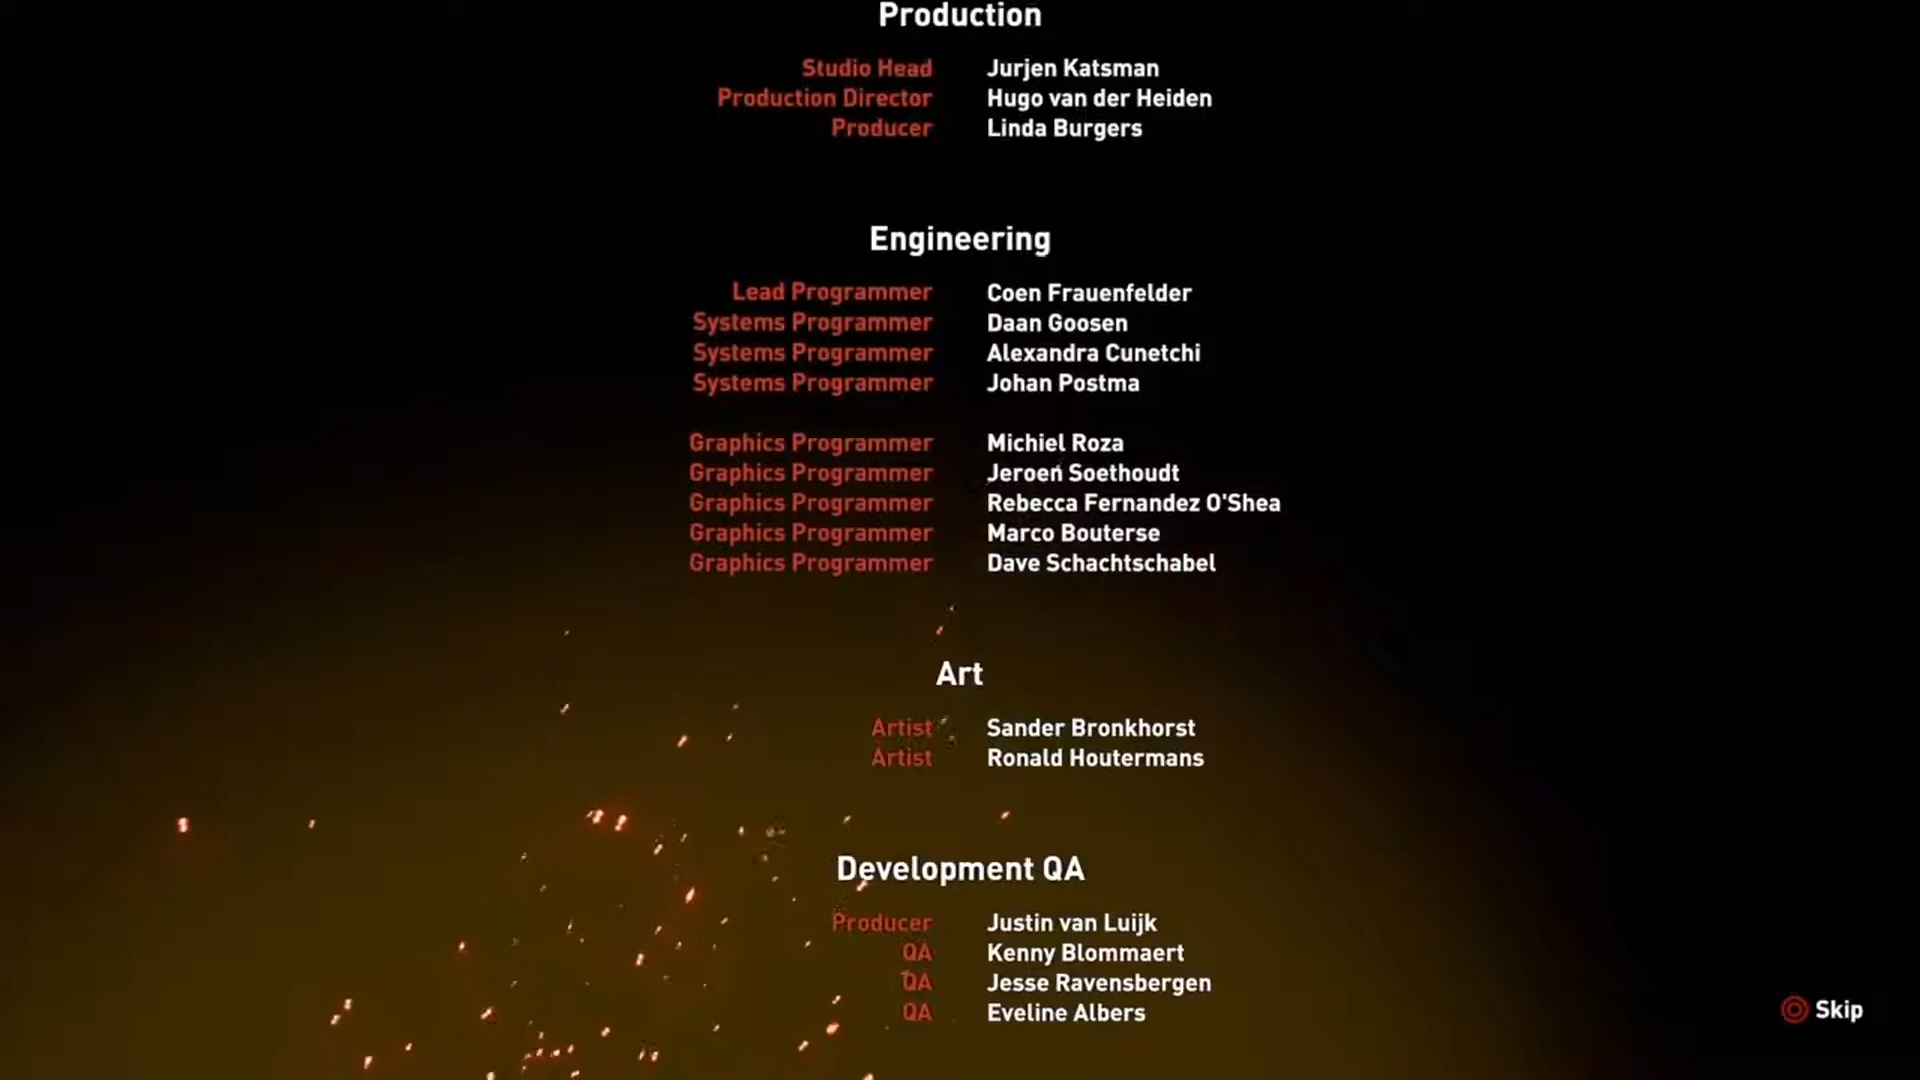 Production
Studio Head Jurjen Katsman
Production Director Hugo van der Heiden
Producer Linda Burgers
Engineering
Lead Programmer Coen Frauenfelder
Systems Programmer Daan Goosen
Systems Programmer Alexandra Cunetchi
Systems Programmer Johan Postma
Graphics Programmer Michiel Roza
Graphics Programmer Jeroen Soethoudt
Graphics Programmer Rebecca Fernandez O'Shea
Graphics Programmer Marco Bouterse
Graphics Programmer Dave Schachtschabel
Art
Artist Sander Bronkhorst
Artist Ronald Houtermans
Development QA
Producer Justin van Luijk
QA Kenny Blommaert
QA Jesse Ravensbergen
QA Eveline Albers
Skip